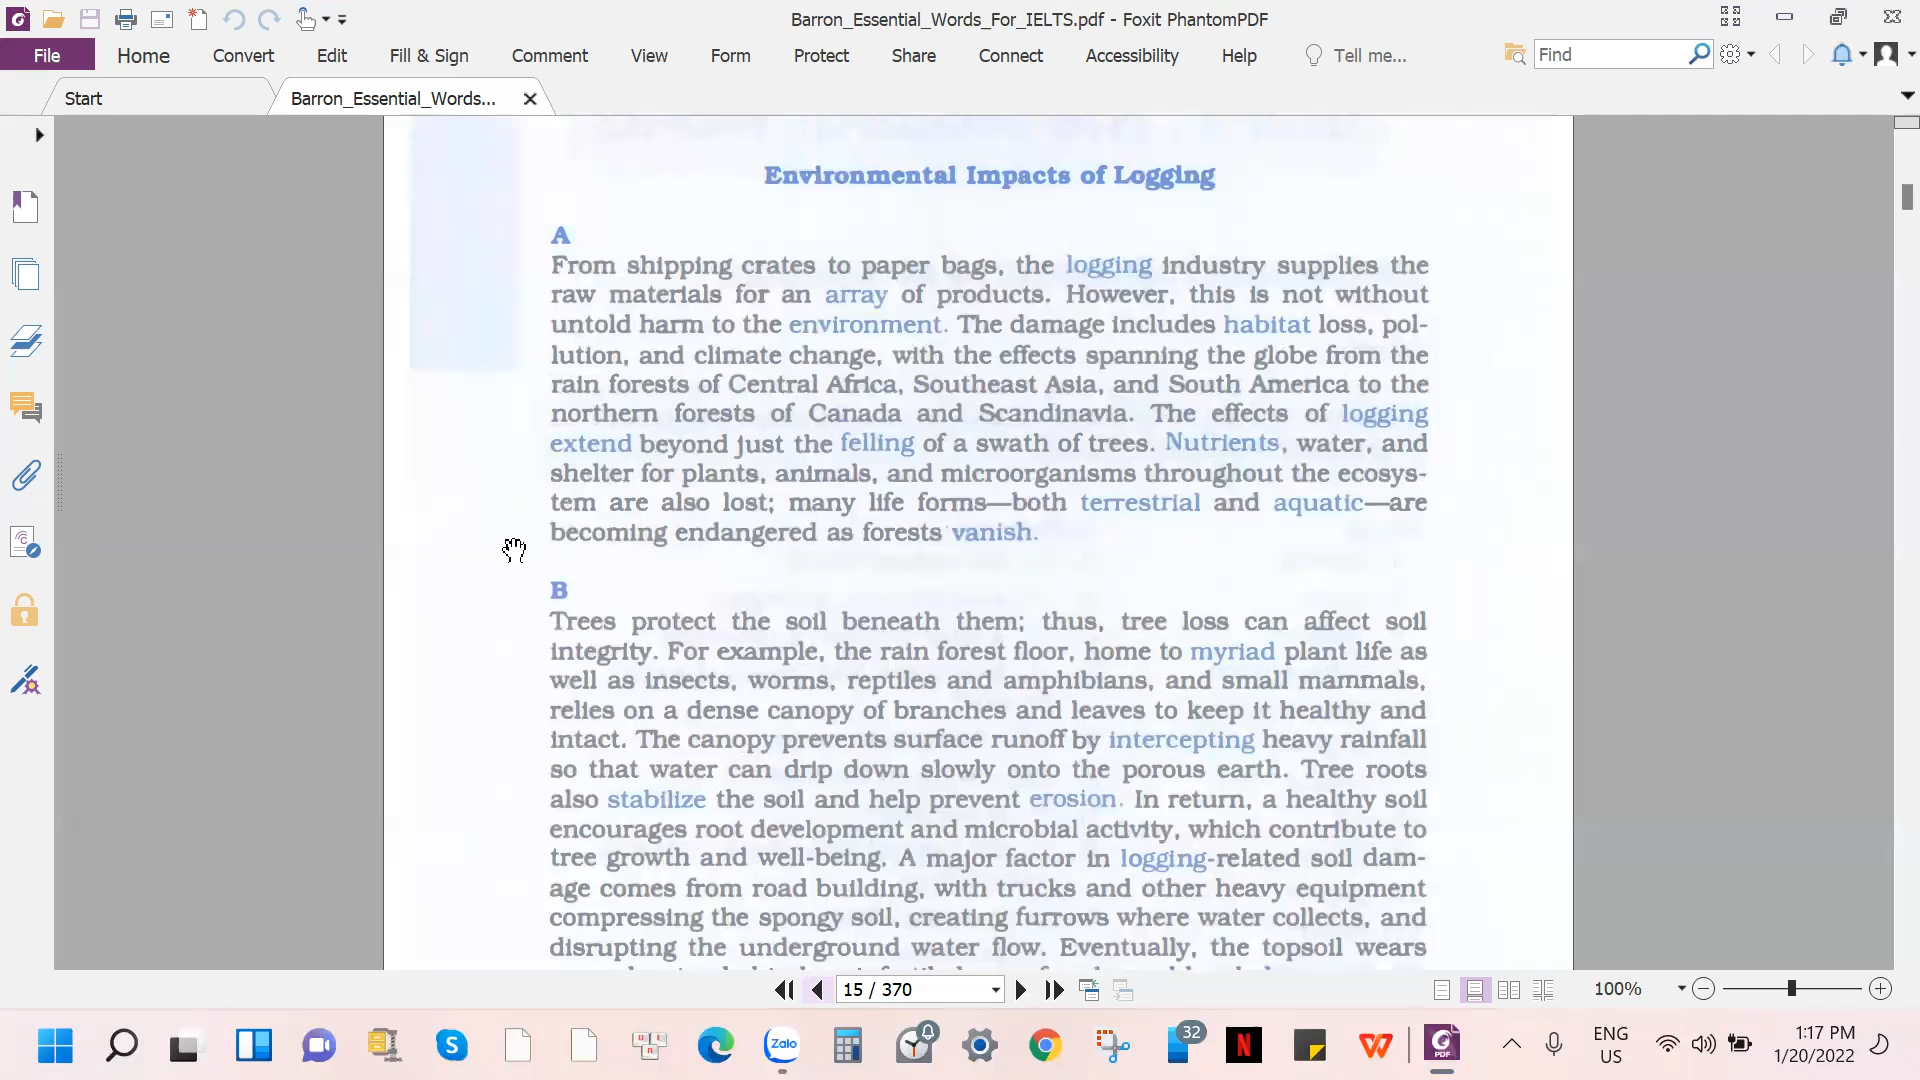 Barron_Essential_Words_For_IELTS.pdf - Foxit PhantomPDF
File Home Convert Edit Fill & Sign Comment View Form Protect Share Connect Accessibility Help Tell me... Find
Start Barron_Essential_Words...
Environmental Impacts of Logging
A
From shipping crates to paper bags, the logging industry supplies the
raw materials for an array of products. However, this is not without
untold harm to the environment. The damage includes habitat loss, pol-
lution, and climate change, with the effects spanning the globe from the
rain forests of Central Africa, Southeast Asia, and South America to the
northern forests of Canada and Scandinavia. The effects of logging
extend beyond just the felling of a swath of trees. Nutrients, water, and
shelter for plants, animals, and microorganisms throughout the ecosys-
tem are also lost; many life forms—both terrestrial and aquatic—are
becoming endangered as forests vanish.
B
Trees protect the soil beneath them; thus, tree loss can affect soil
integrity. For example, the rain forest floor, home to myriad plant life as
well as insects, worms, reptiles and amphibians, and small mammals,
relies on a dense canopy of branches and leaves to keep it healthy and
intact. The canopy prevents surface runoff by intercepting heavy rainfall
so that water can drip down slowly onto the porous earth. Tree roots
also stabilize the soil and help prevent erosion. In return, a healthy soil
encourages root development and microbial activity, which contribute to
tree growth and well-being. A major factor in logging-related soil dam-
age comes from road building, with trucks and other heavy equipment
compressing the spongy soil, creating furrows where water collects, and
disrupting the underground water flow. Eventually, the topsoil wears
15 / 370 100%
Zalo 32 N PDF ENG
US
1:17 PM
1/20/2022